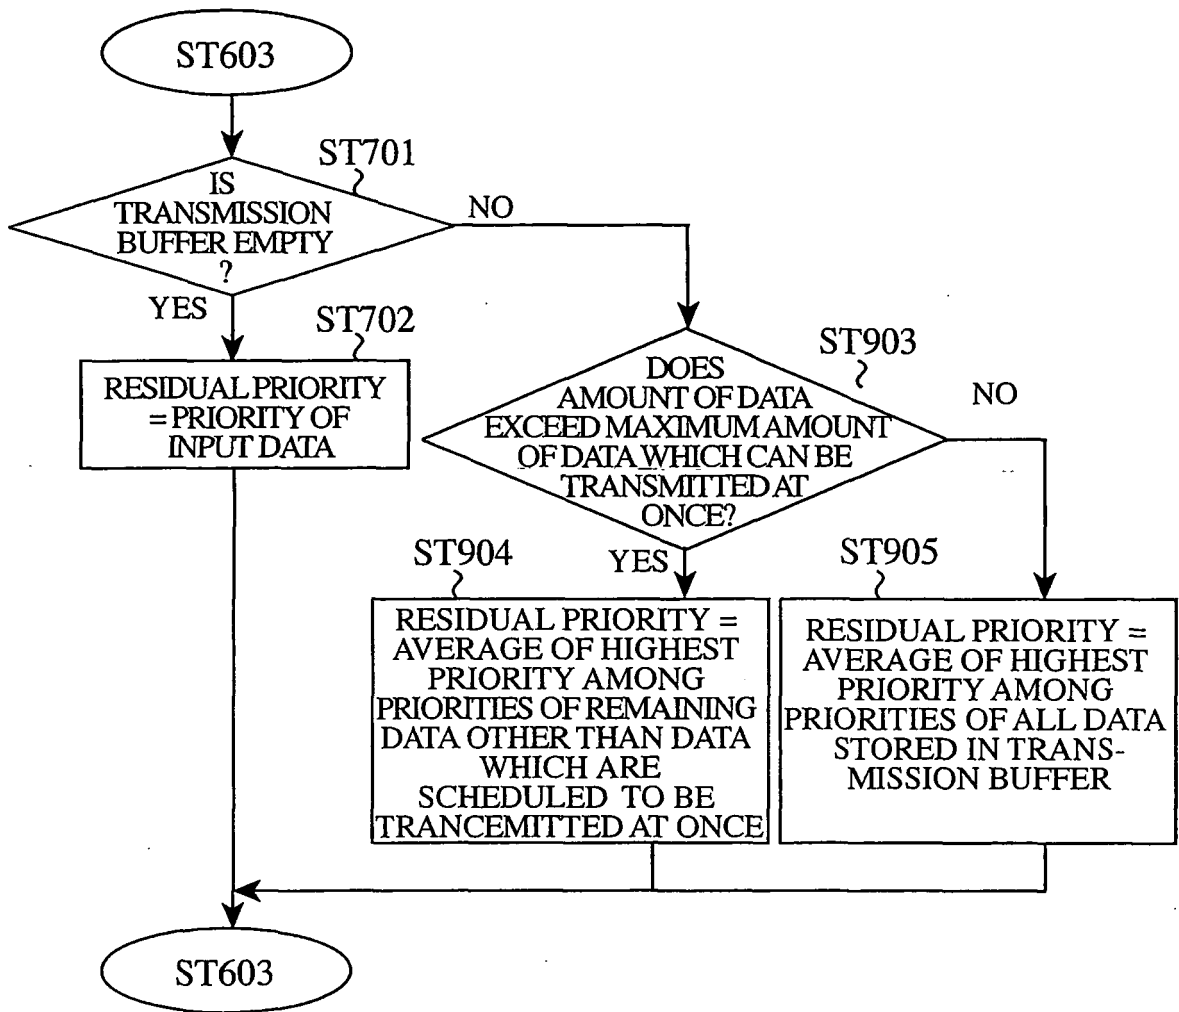 ST603
ST701
IS
TRANSMISSION
BUFFER EMPTY
?
NO
YES
ST702
RESIDUAL PRIORITY
= PRIORITY OF
INPUT DATA
ST903
DOES
AMOUNT OF DATA
EXCEED MAXIMUM AMOUNT
OF DATA WHICH CAN BE
TRANSMITTED AT
ONCE?
NO
YES
ST904
RESIDUAL PRIORITY =
AVERAGE OF HIGHEST
PRIORITY AMONG
PRIORITIES OF REMAINING
DATA OTHER THAN DATA
WHICH ARE
SCHEDULED TO BE
TRANCEMITTED AT ONCE
ST905
RESIDUAL PRIORITY =
AVERAGE OF HIGHEST
PRIORITY AMONG
PRIORITIES OF ALL DATA
STORED IN TRANS-
MISSION BUFFER
ST603